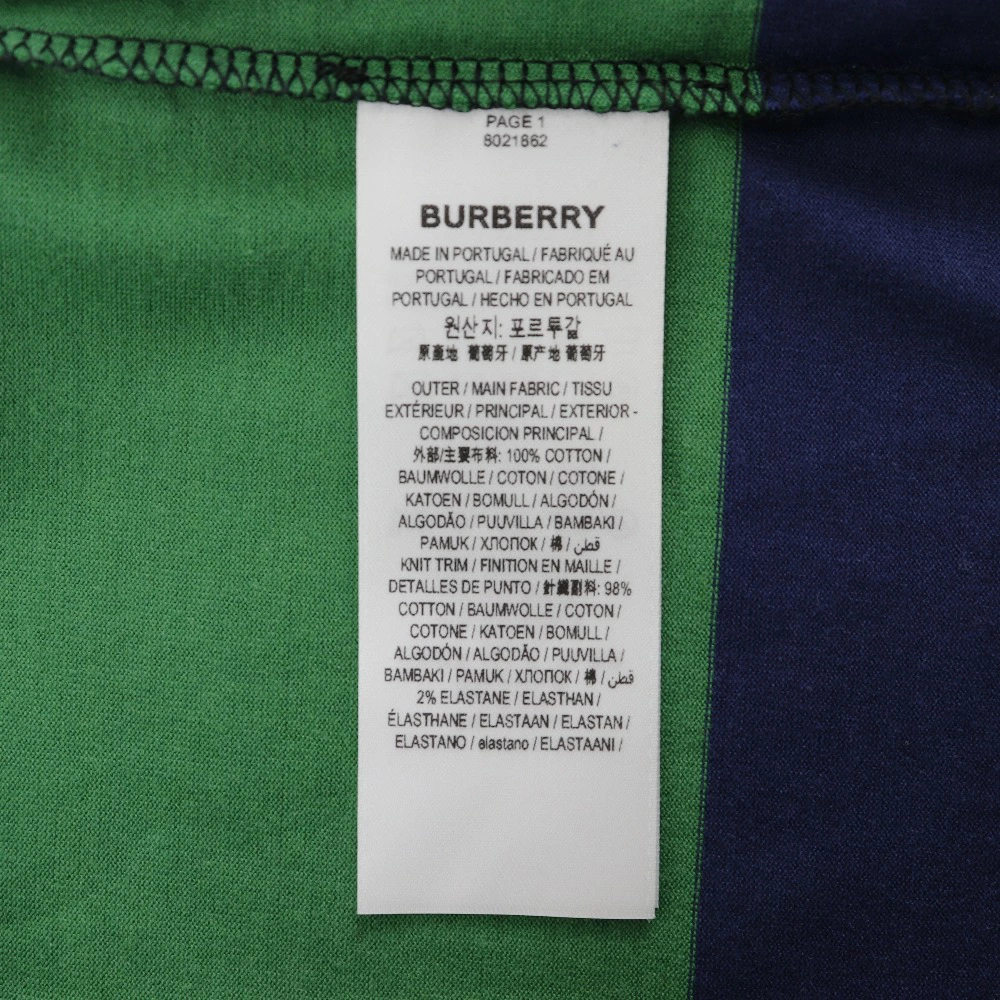 PAGE 1
8021862
BURBERRY
MADE IN PORTUGAL / FABRIQUÉ AU
PORTUGAL / FABRICADO EM
PORTUGAL / HECHO EN PORTUGAL
원산지: 포르투갈
原產地 葡萄牙 / 原产地 葡萄牙
OUTER / MAIN FABRIC / TISSU
EXTÉRIEUR / PRINCIPAL / EXTERIOR -
COMPOSICION PRINCIPAL /
外部/主要布料: 100% COTTON /
BAUMWOLLE / COTON / COTONE /
KATOEN / BOMULL / ALGODÓN /
ALGODÃO / PUUVILLA / BAMBAKI /
PAMUK / ХЛОПОК / 棉 / قطن
KNIT TRIM / FINITION EN MAILLE /
DETALLES DE PUNTO / 針織副料: 98%
COTTON / BAUMWOLLE / COTON /
COTONE / KATOEN / BOMULL /
ALGODÓN / ALGODÃO / PUUVILLA /
BAMBAKI / PAMUK / ХЛОПОК / 棉 / قطن
2% ELASTANE / ELASTHAN /
ÉLASTHANE / ELASTAAN / ELASTAN /
ELASTANO / elastano / ELASTAANI /